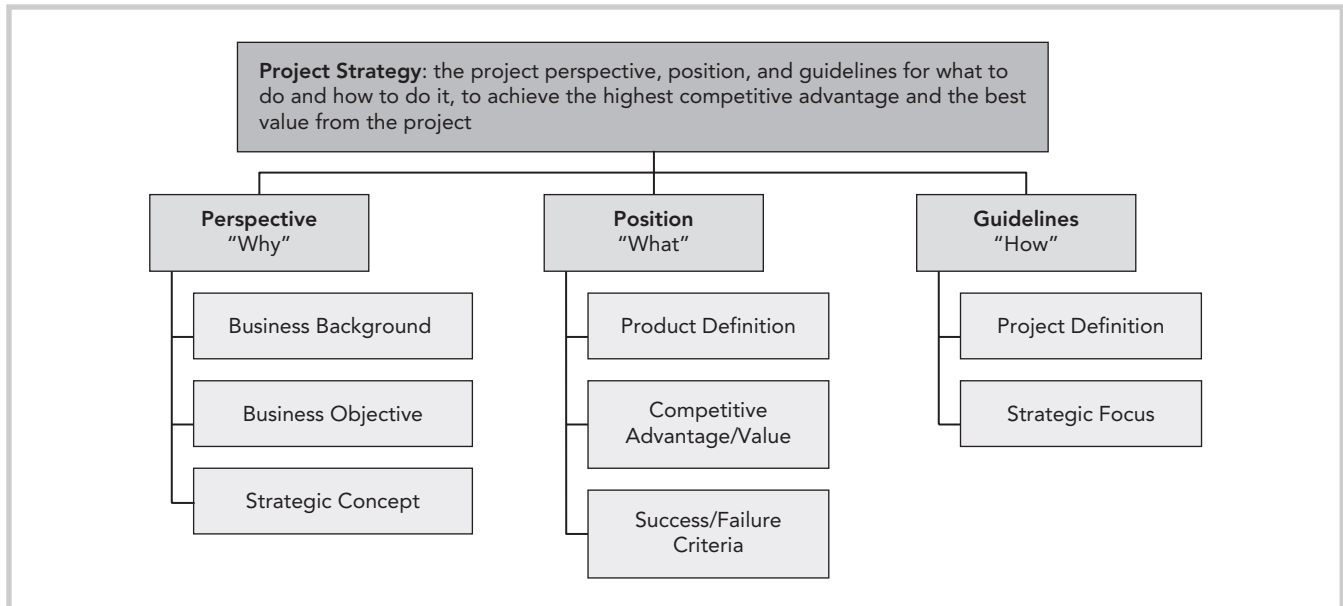 Project Strategy: the project perspective, position, and guidelines for what to
do and how to do it, to achieve the highest competitive advantage and the best
value from the project
Perspective
“Why”
Business Background
Business Objective
Strategic Concept
Position
“What”
Product Definition
Competitive
Advantage/Value
Success/Failure
Criteria
Guidelines
“How”
Project Definition
Strategic Focus